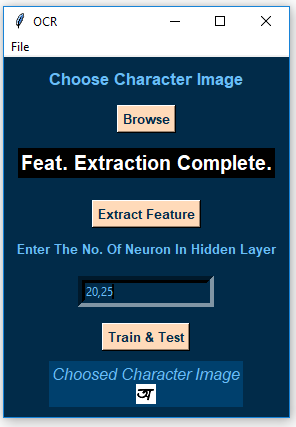 OCR
File
Choose Character Image
Browse
Feat. Extraction Complete.
Extract Feature
Enter The No. Of Neuron In Hidden Layer
20,25
Train & Test
Choosed Character Image
अ